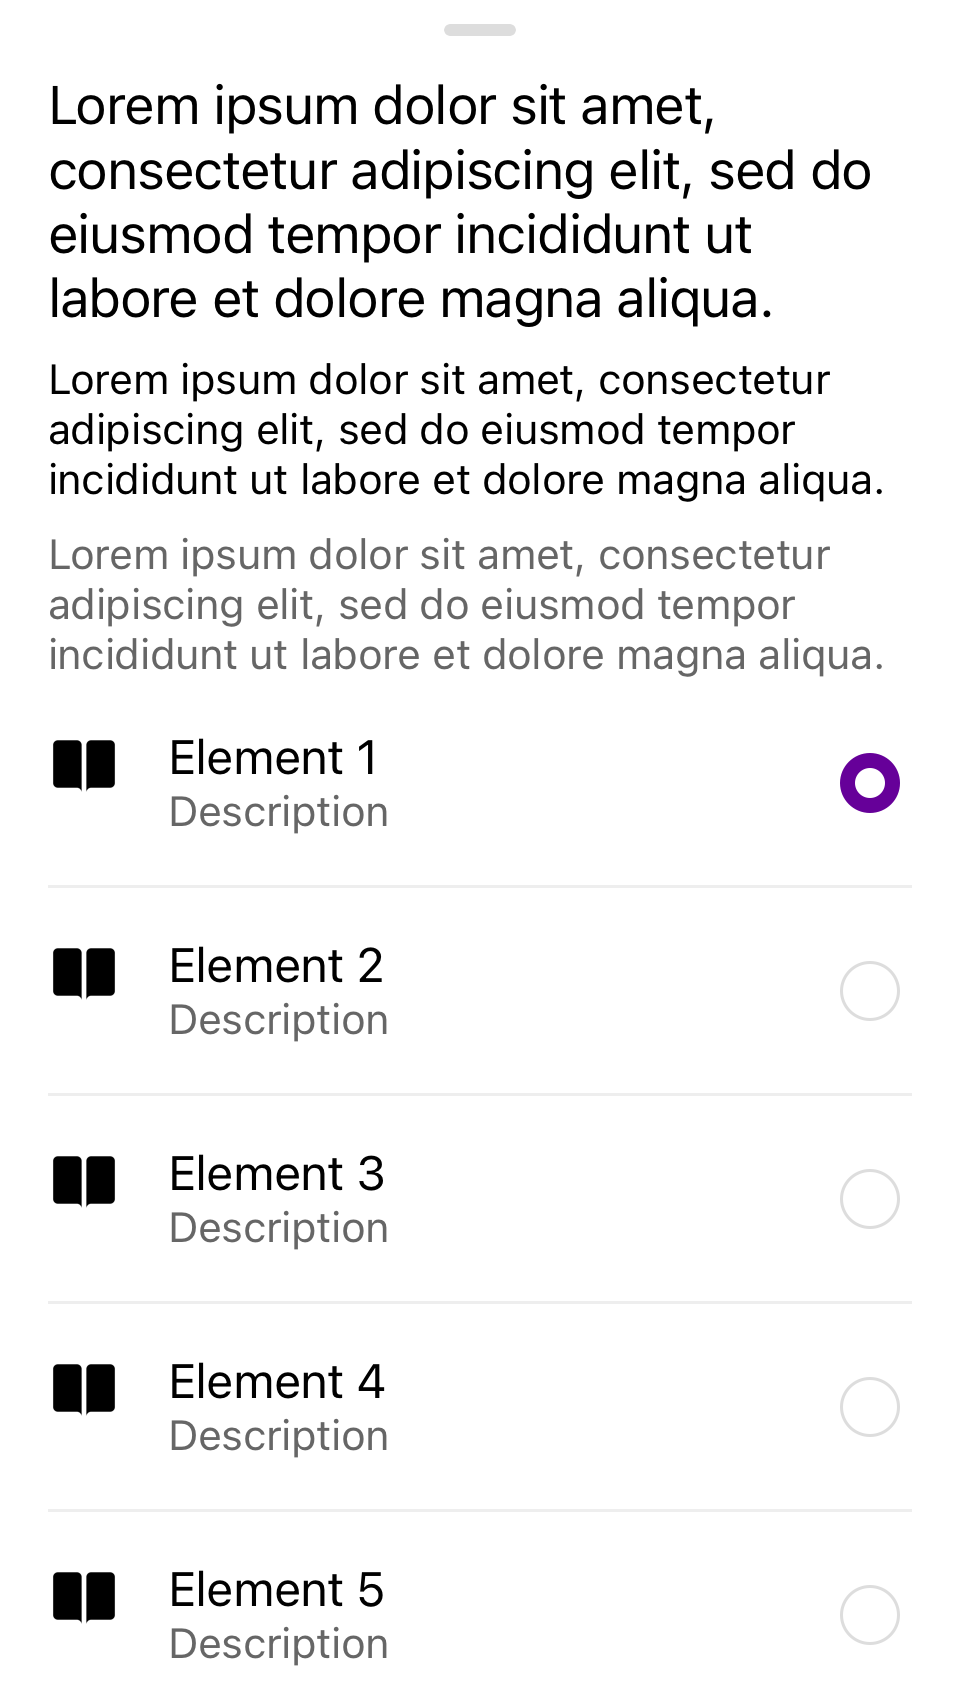 Lorem ipsum dolor sit amet,
consectetur adipiscing elit, sed do
eiusmod tempor incididunt ut
labore et dolore magna aliqua.
Lorem ipsum dolor sit amet, consectetur
adipiscing elit, sed do eiusmod tempor
incididunt ut labore et dolore magna aliqua.
Lorem ipsum dolor sit amet, consectetur
adipiscing elit, sed do eiusmod tempor
incididunt ut labore et dolore magna aliqua.
Element 1
Description
Element 2
Description
Element 3
Description
Element 4
Description
Element 5
Description